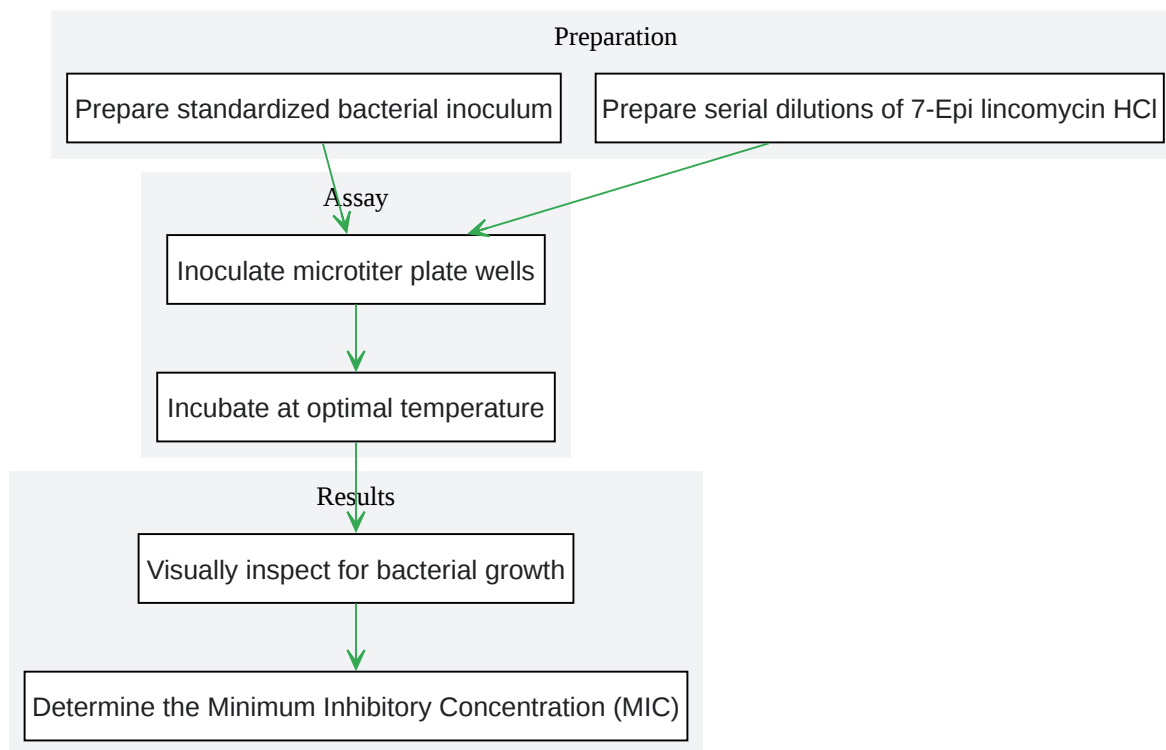 Preparation
Prepare standardized bacterial inoculum
Prepare serial dilutions of 7-Epi lincomycin HCl
Assay
Inoculate microtiter plate wells
Incubate at optimal temperature
Results
Visually inspect for bacterial growth
Determine the Minimum Inhibitory Concentration (MIC)